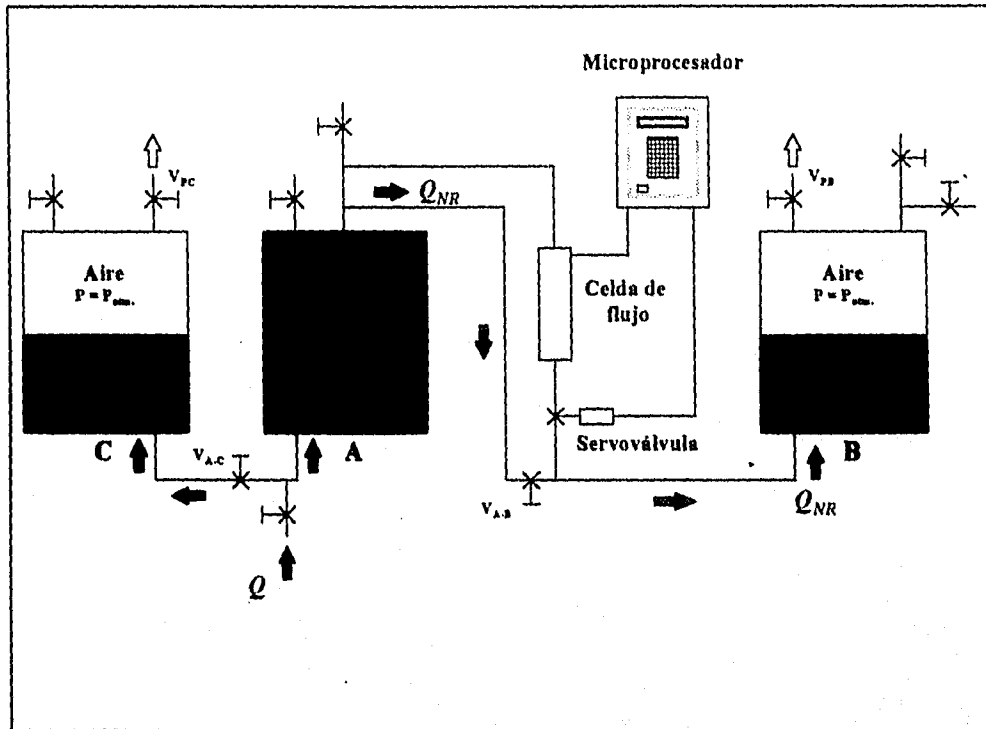 Microprocesador
V_PC
Q_NR
V_PB
Aire
P = P_atm.
Celda de
flujo
Aire
P = P_atm.
C
A
Servoválvula
B
V_A-C
V_A-B
Q_NR
Q